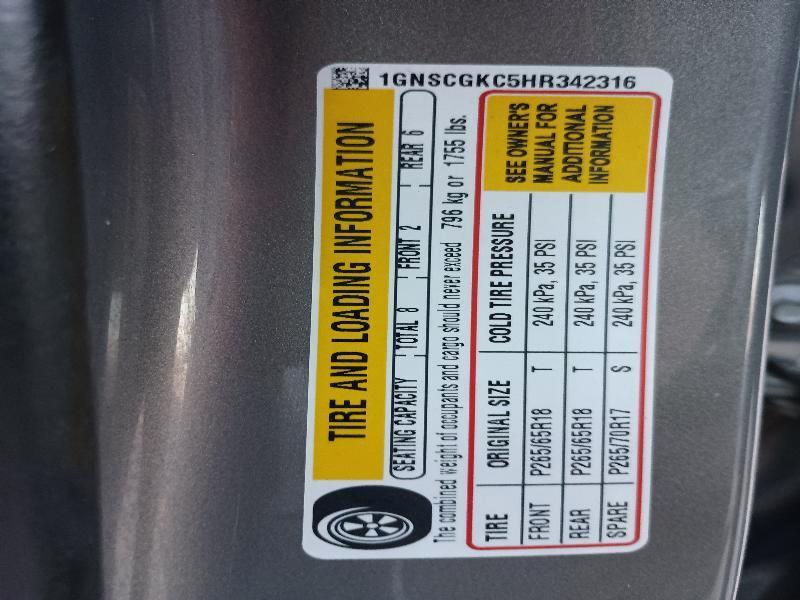 1GNSCGKC5HR342316
TIRE AND LOADING INFORMATION
SEATING CAPACITY TOTAL 8 FRONT 2 REAR 6
The combined weight of occupants and cargo should never exceed 796 kg or 1755 lbs.
TIRE ORIGINAL SIZE COLD TIRE PRESSURE
FRONT P265/65R18 T 240 kPa, 35 PSI
REAR P265/65R18 T 240 kPa, 35 PSI
SPARE P265/70R17 S 240 kPa, 35 PSI
SEE OWNER'S
MANUAL FOR
ADDITIONAL
INFORMATION